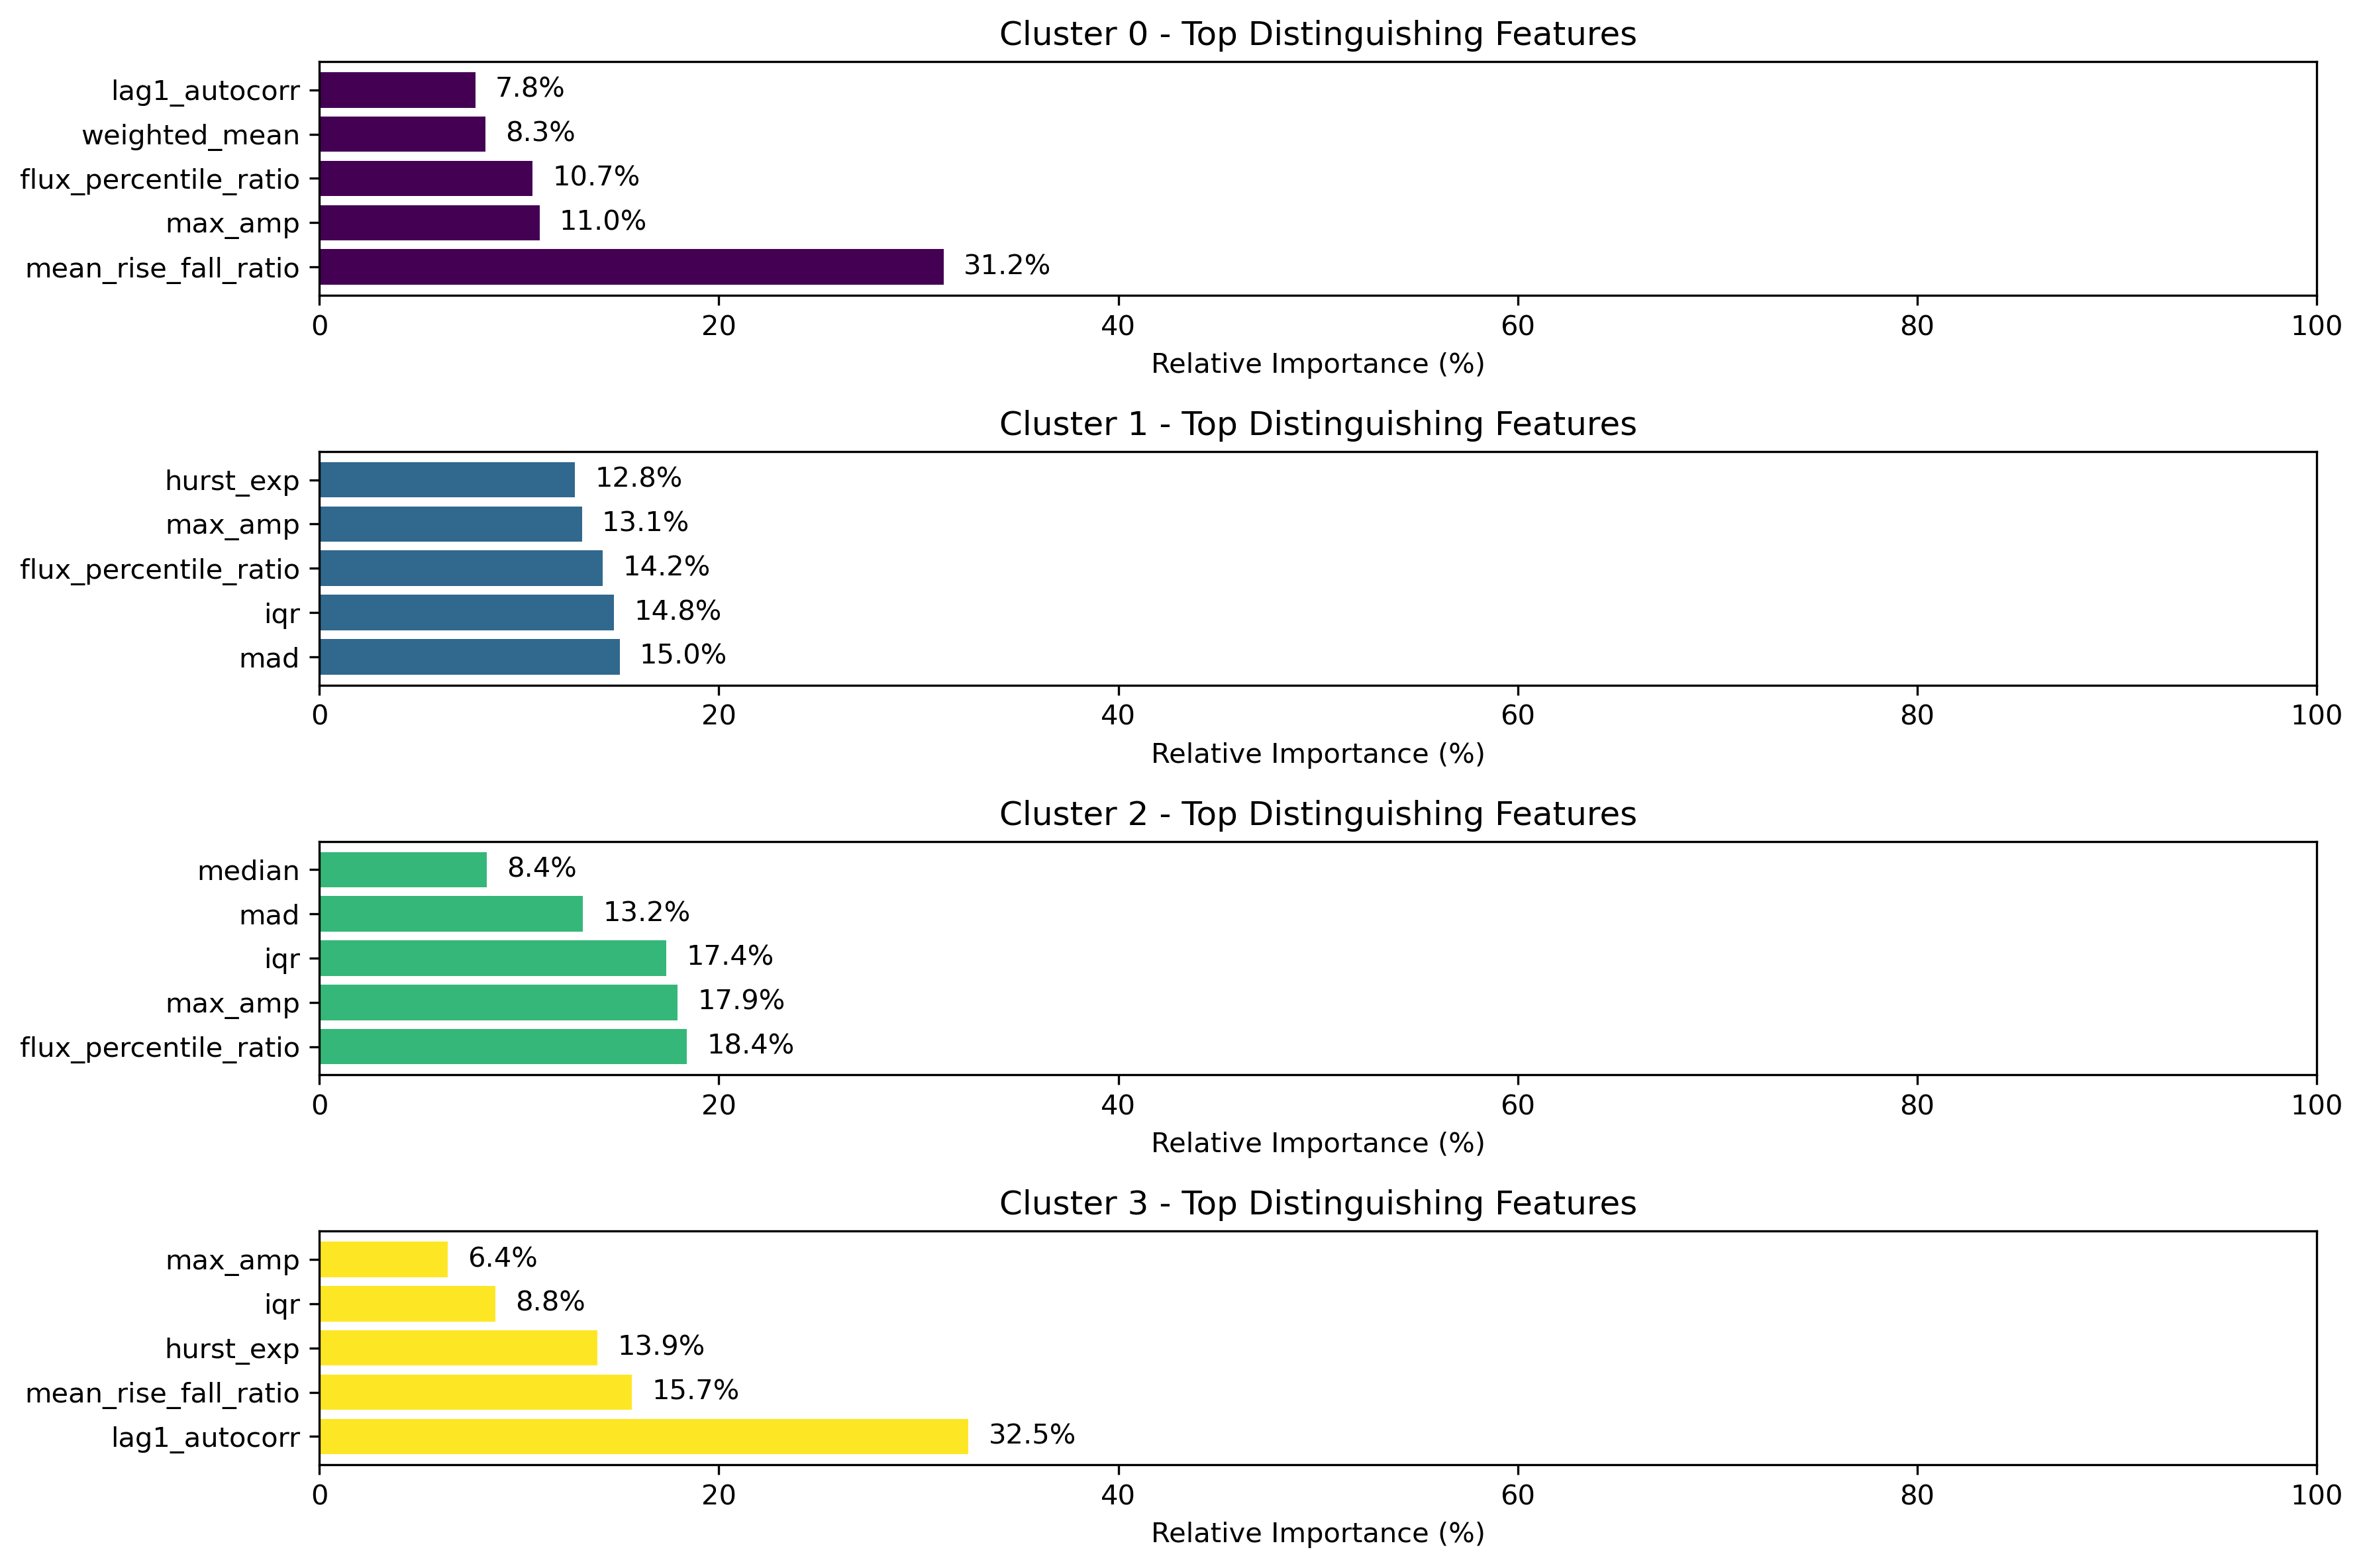 Cluster 0 - Top Distinguishing Features
lag1_autocorr 7.8%
weighted_mean 8.3%
flux_percentile_ratio 10.7%
max_amp 11.0%
mean_rise_fall_ratio 31.2%
0 20 40 60 80 100
Relative Importance (%)
Cluster 1 - Top Distinguishing Features
hurst_exp 12.8%
max_amp 13.1%
flux_percentile_ratio 14.2%
iqr 14.8%
mad 15.0%
0 20 40 60 80 100
Relative Importance (%)
Cluster 2 - Top Distinguishing Features
median 8.4%
mad 13.2%
iqr 17.4%
max_amp 17.9%
flux_percentile_ratio 18.4%
0 20 40 60 80 100
Relative Importance (%)
Cluster 3 - Top Distinguishing Features
max_amp 6.4%
iqr 8.8%
hurst_exp 13.9%
mean_rise_fall_ratio 15.7%
lag1_autocorr 32.5%
0 20 40 60 80 100
Relative Importance (%)